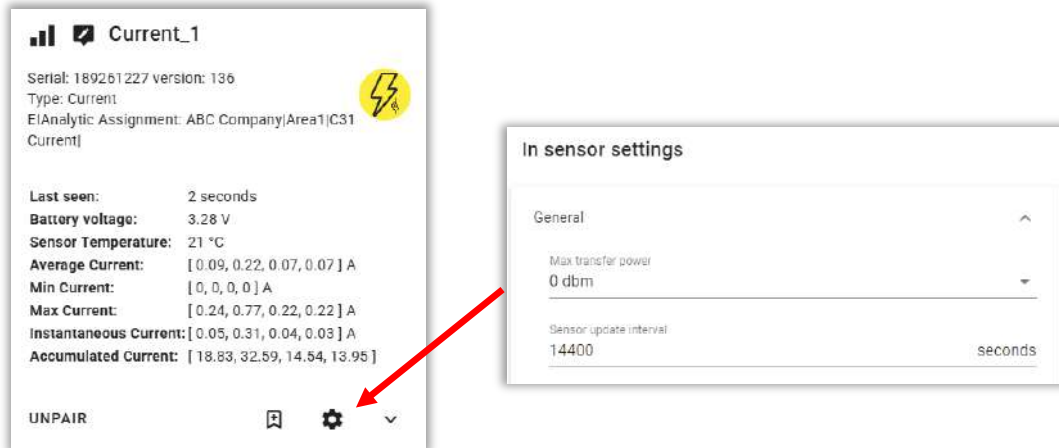 Current_1
Serial: 189261227 version: 136
Type: Current
EIAnalytic Assignment: ABC Company|Area1|C31
Current|
Last seen: 2 seconds
Battery voltage: 3.28 V
Sensor Temperature: 21 °C
Average Current: [ 0.09, 0.22, 0.07, 0.07 ] A
Min Current: [ 0, 0, 0, 0 ] A
Max Current: [ 0.24, 0.77, 0.22, 0.22 ] A
Instantaneous Current: [ 0.05, 0.31, 0.04, 0.03 ] A
Accumulated Current: [ 18.83, 32.59, 14.54, 13.95 ]
UNPAIR
In sensor settings
General
Max transfer power
0 dbm
Sensor update interval
14400 seconds